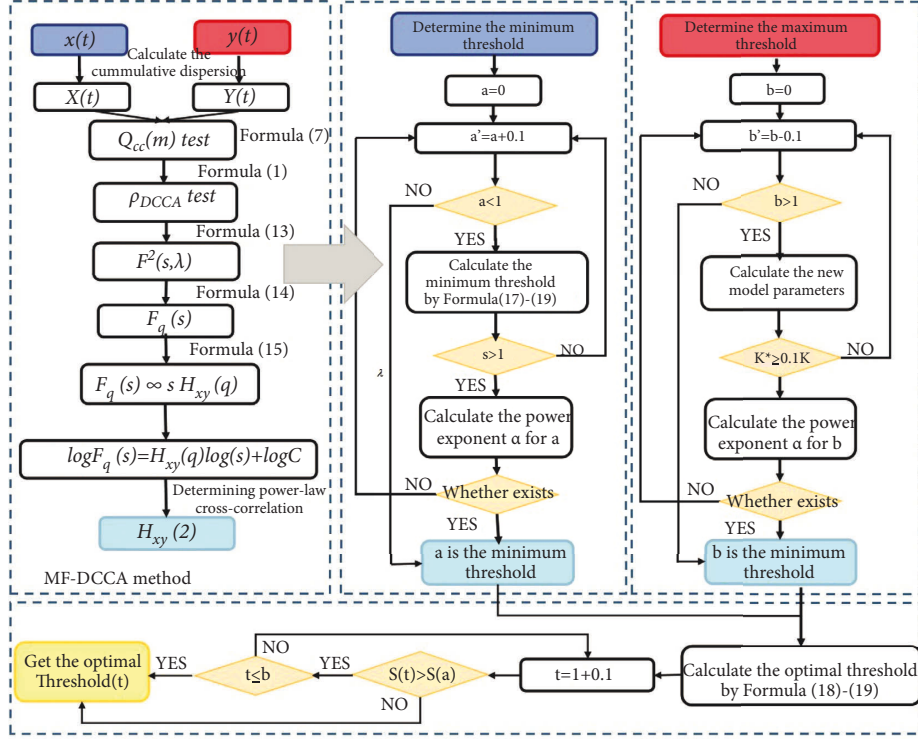 x(t)
y(t)
Calculate the
cummulative dispersion
X(t)
Y(t)
Q_cc(m) test
Formula (7)
Formula (1)
ρ_DCCA test
Formula (13)
F²(s,λ)
Formula (14)
F_q (s)
Formula (15)
F_q (s) ∞ s H_xy(q)
logF_q (s)=H_xy(q)log(s)+logC
Determining power-law
cross-correlation
H_xy (2)
MF-DCCA method
Determine the minimum
threshold
a=0
a'=a+0.1
NO
a<1
YES
Calculate the
minimum threshold
by Formula(17)-(19)
s>1
NO
λ
YES
Calculate the power
exponent α for a
NO
Whether exists
YES
a is the minimum
threshold
Determine the maximum
threshold
b=0
b'=b-0.1
NO
b>1
YES
Calculate the new
model parameters
K*≥0.1K
NO
YES
Calculate the power
exponent α for b
NO
Whether exists
YES
b is the minimum
threshold
Calculate the optimal threshold
by Formula (18)-(19)
t=1+0.1
S(t)>S(a)
YES
NO
t≤b
NO
YES
Get the optimal
Threshold(t)